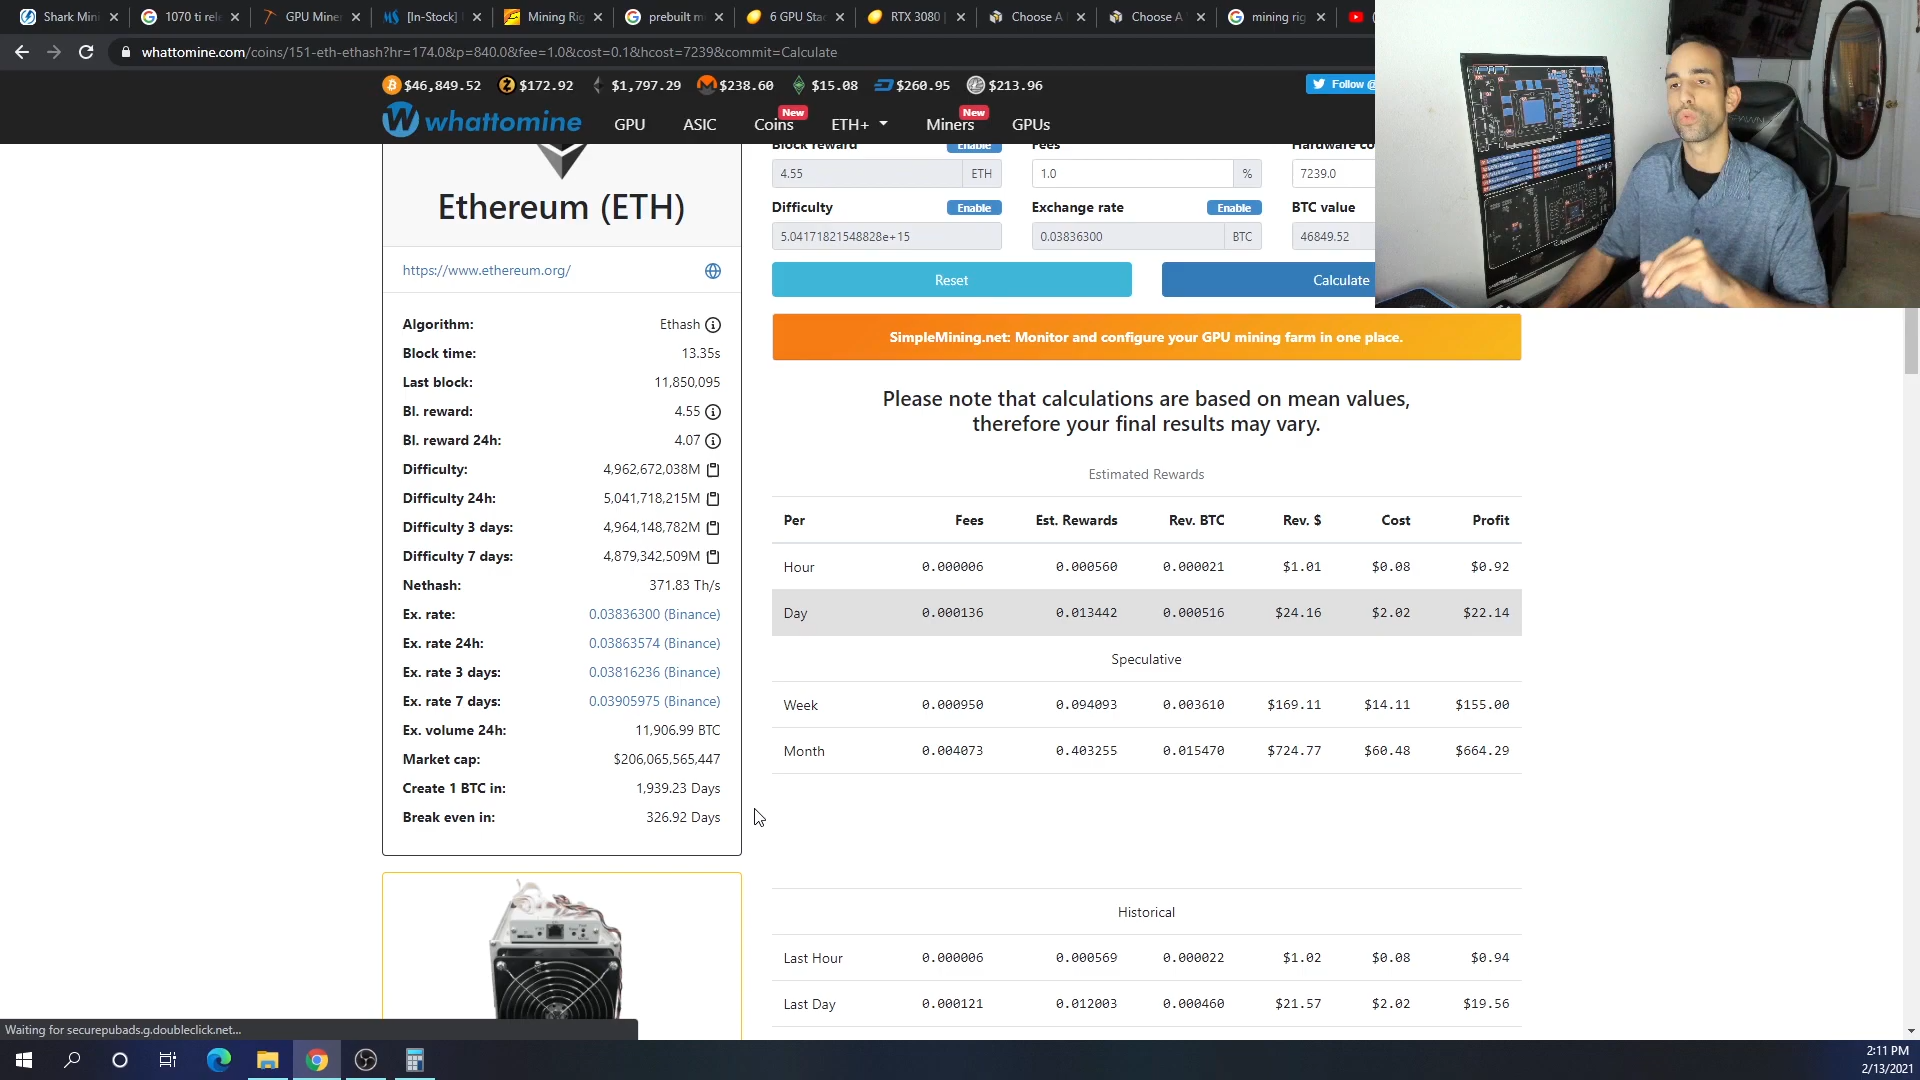 Shark Mini
1070 ti rele
GPU Miner
[In-Stock]
Mining Rig
prebuilt m
6 GPU Stac
RTX 3080 |
Choose A
Choose A
mining rig
whattomine.com/coins/151-eth-ethash?hr=174.0&p=840.0&fee=1.0&cost=0.1&hcost=7239&commit=Calculate
$46,849.52 $172.92 $1,797.29 $238.60 $15.08 $260.95 $213.96
Follow @
whattomine GPU ASIC Coins New ETH+ Miners New GPUs
Block reward Enable Fees Hardware co
4.55 ETH 1.0 % 7239.0
Difficulty Enable Exchange rate Enable BTC value
5.04171821548828e+15 0.03836300 BTC 46849.52
Reset Calculate
SimpleMining.net: Monitor and configure your GPU mining farm in one place.
Please note that calculations are based on mean values,
therefore your final results may vary.
Ethereum (ETH)
https://www.ethereum.org/
Algorithm: Ethash
Block time: 13.35s
Last block: 11,850,095
Bl. reward: 4.55
Bl. reward 24h: 4.07
Difficulty: 4,962,672,038M
Difficulty 24h: 5,041,718,215M
Difficulty 3 days: 4,964,148,782M
Difficulty 7 days: 4,879,342,509M
Nethash: 371.83 Th/s
Ex. rate: 0.03836300 (Binance)
Ex. rate 24h: 0.03863574 (Binance)
Ex. rate 3 days: 0.03816236 (Binance)
Ex. rate 7 days: 0.03905975 (Binance)
Ex. volume 24h: 11,906.99 BTC
Market cap: $206,065,565,447
Create 1 BTC in: 1,939.23 Days
Break even in: 326.92 Days
Estimated Rewards
Per Fees Est. Rewards Rev. BTC Rev. $ Cost Profit
Hour 0.000006 0.000560 0.000021 $1.01 $0.08 $0.92
Day 0.000136 0.013442 0.000516 $24.16 $2.02 $22.14
Speculative
Week 0.000950 0.094093 0.003610 $169.11 $14.11 $155.00
Month 0.004073 0.403255 0.015470 $724.77 $60.48 $664.29
Historical
Last Hour 0.000006 0.000569 0.000022 $1.02 $0.08 $0.94
Last Day 0.000121 0.012003 0.000460 $21.57 $2.02 $19.56
Waiting for securepubads.g.doubleclick.net...
2:11 PM
2/13/2021